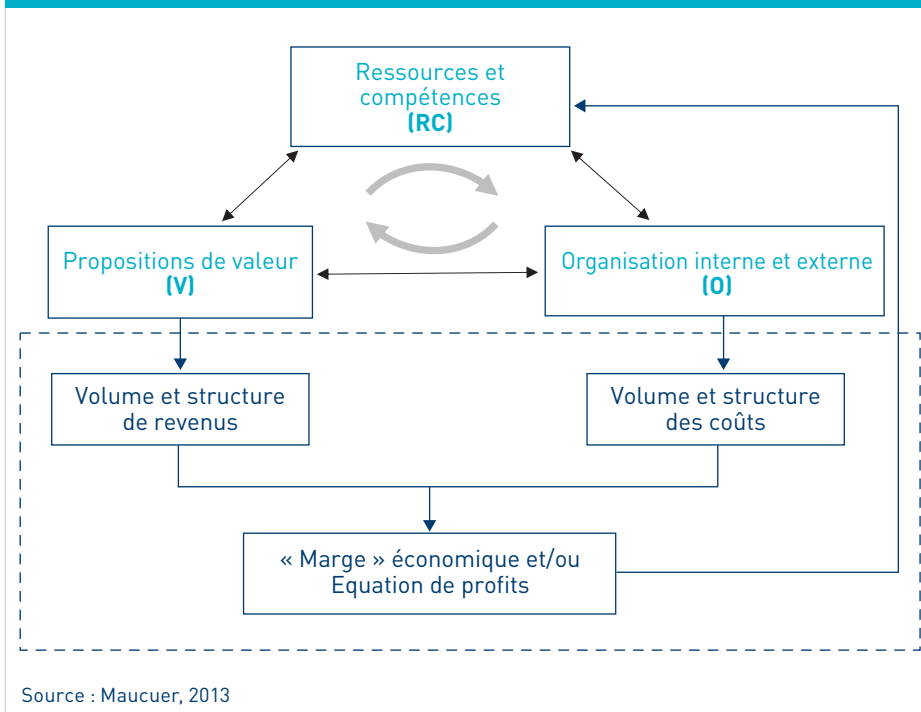 Ressources et
compétences
(RC)
Propositions de valeur
(V)
Organisation interne et externe
(O)
Volume et structure
de revenus
Volume et structure
des coûts
« Marge » économique et/ou
Equation de profits
Source : Maucuer, 2013